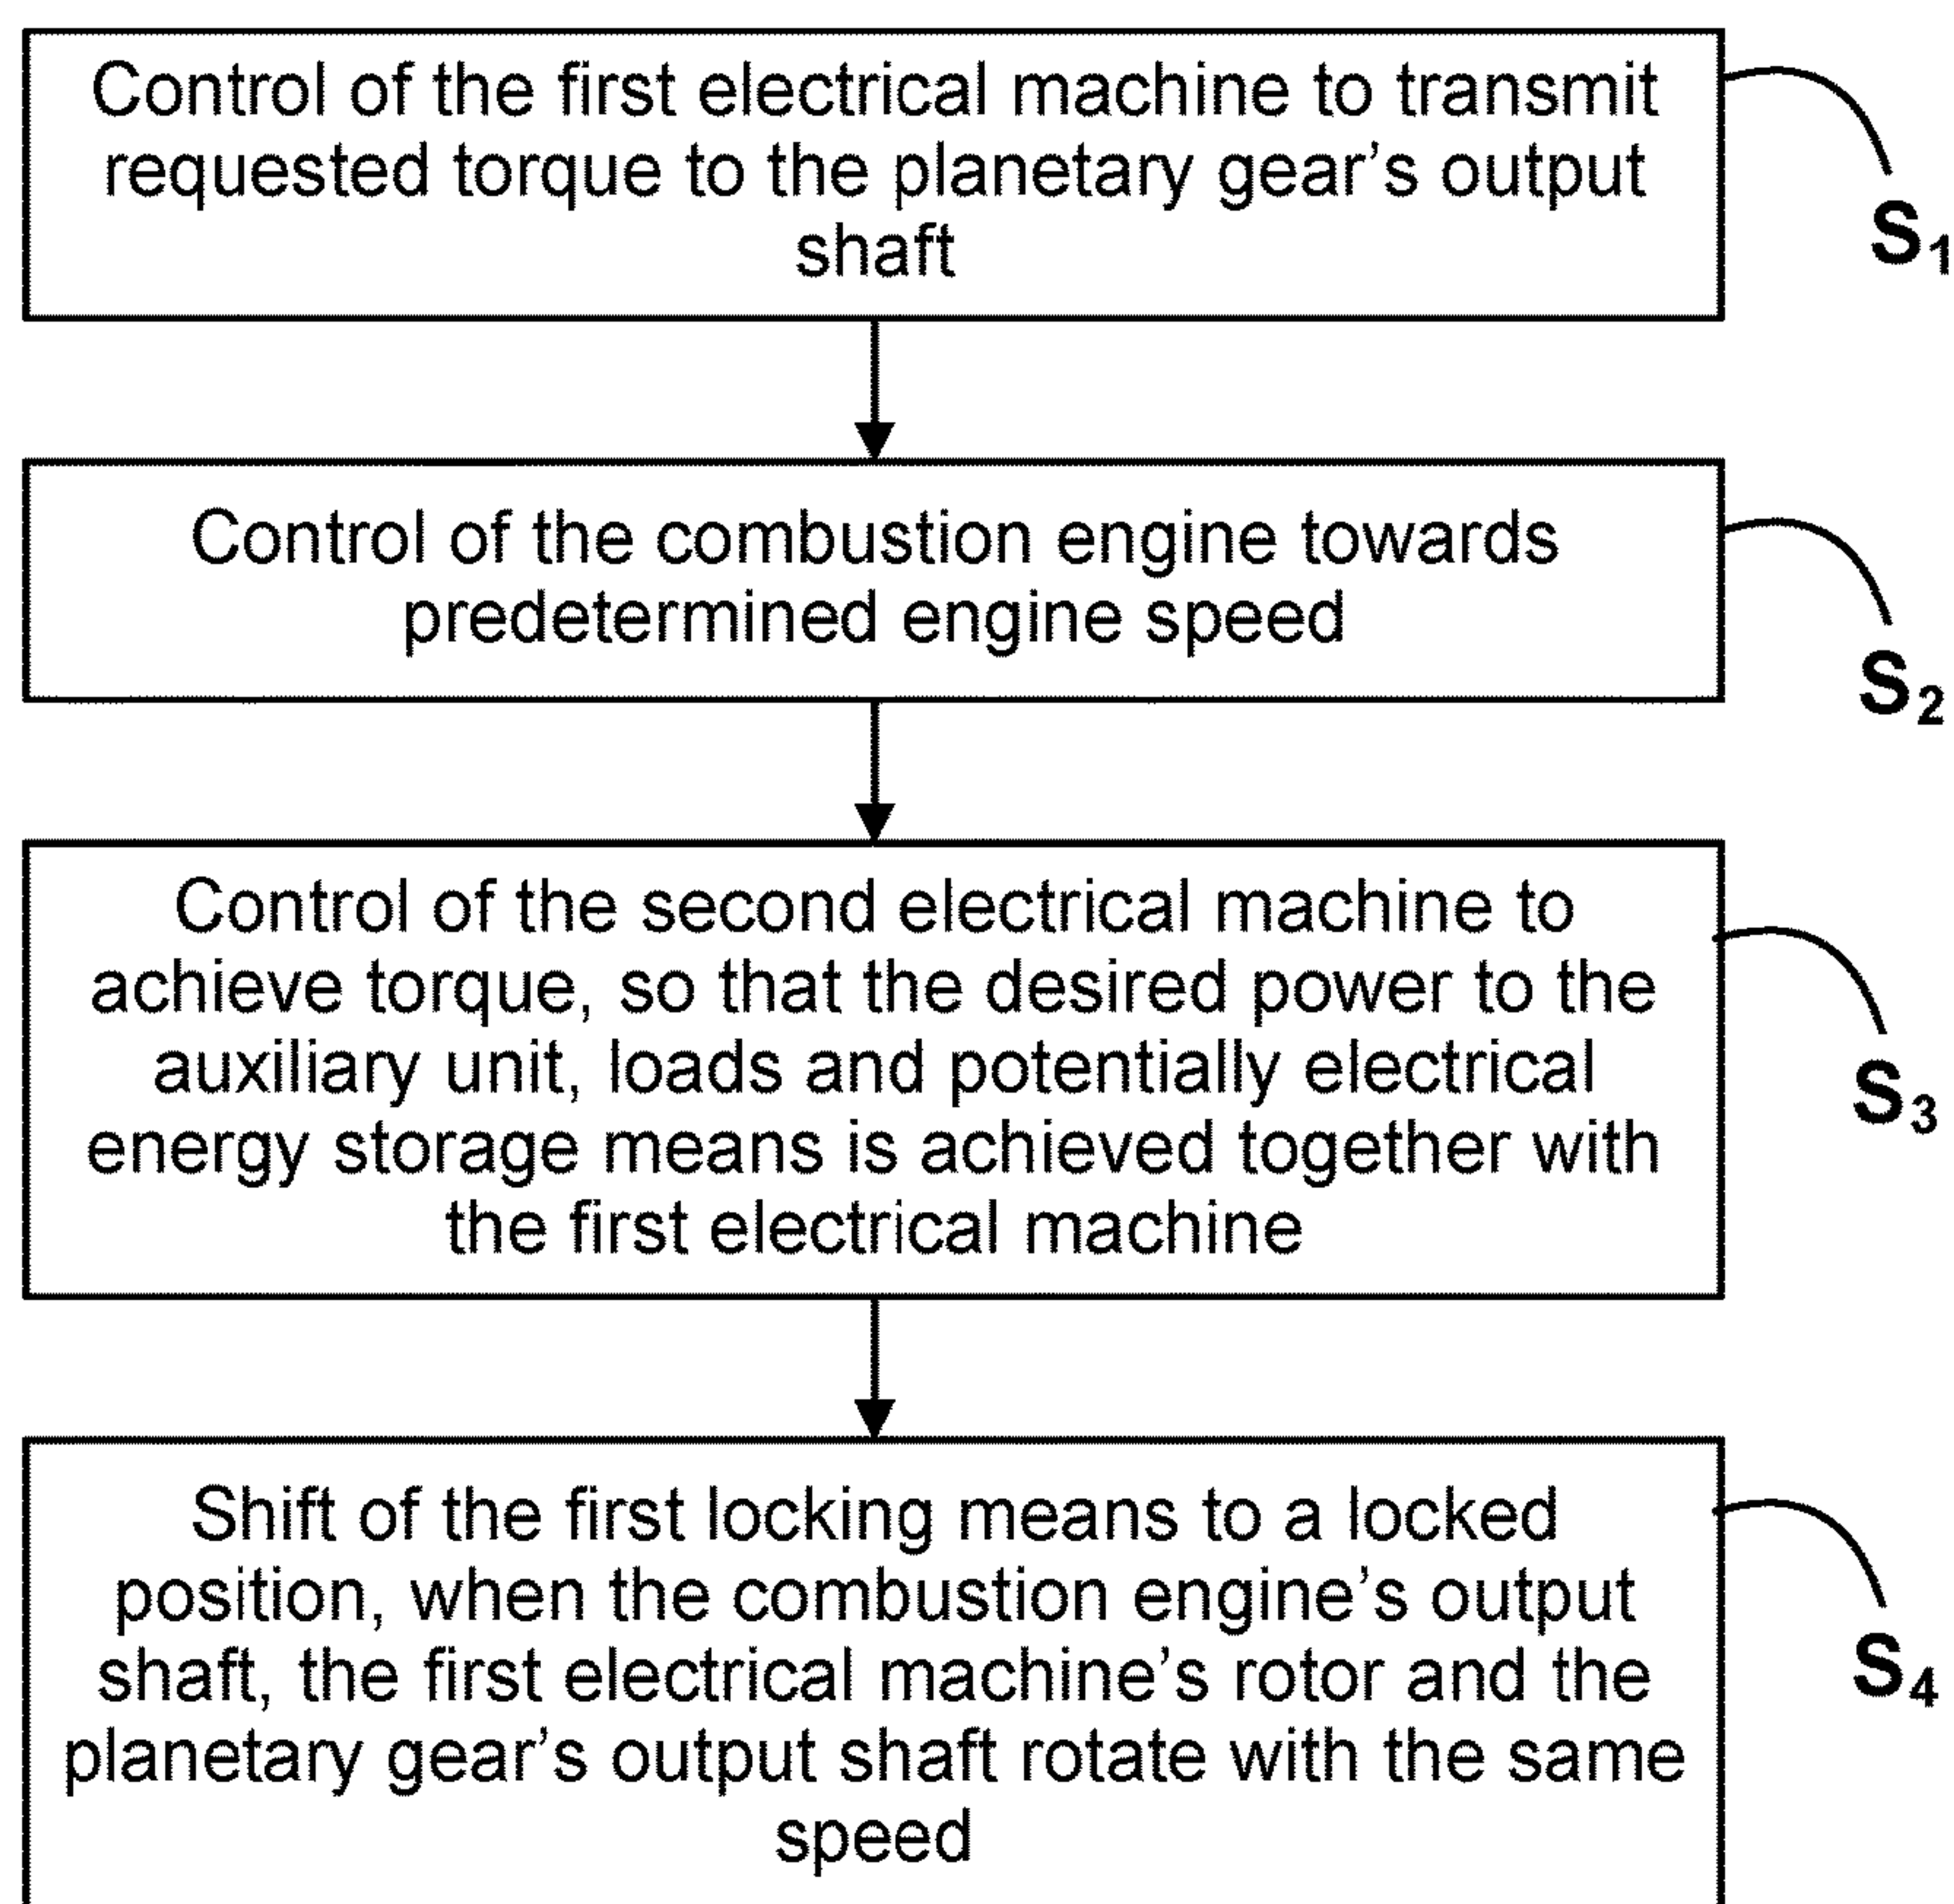 Control of the first electrical machine to transmit
requested torque to the planetary gear’s output
shaft
S₁
Control of the combustion engine towards
predetermined engine speed
S₂
Control of the second electrical machine to
achieve torque, so that the desired power to the
auxiliary unit, loads and potentially electrical
energy storage means is achieved together with
the first electrical machine
S₃
Shift of the first locking means to a locked
position, when the combustion engine’s output
shaft, the first electrical machine’s rotor and the
planetary gear’s output shaft rotate with the same
speed
S₄